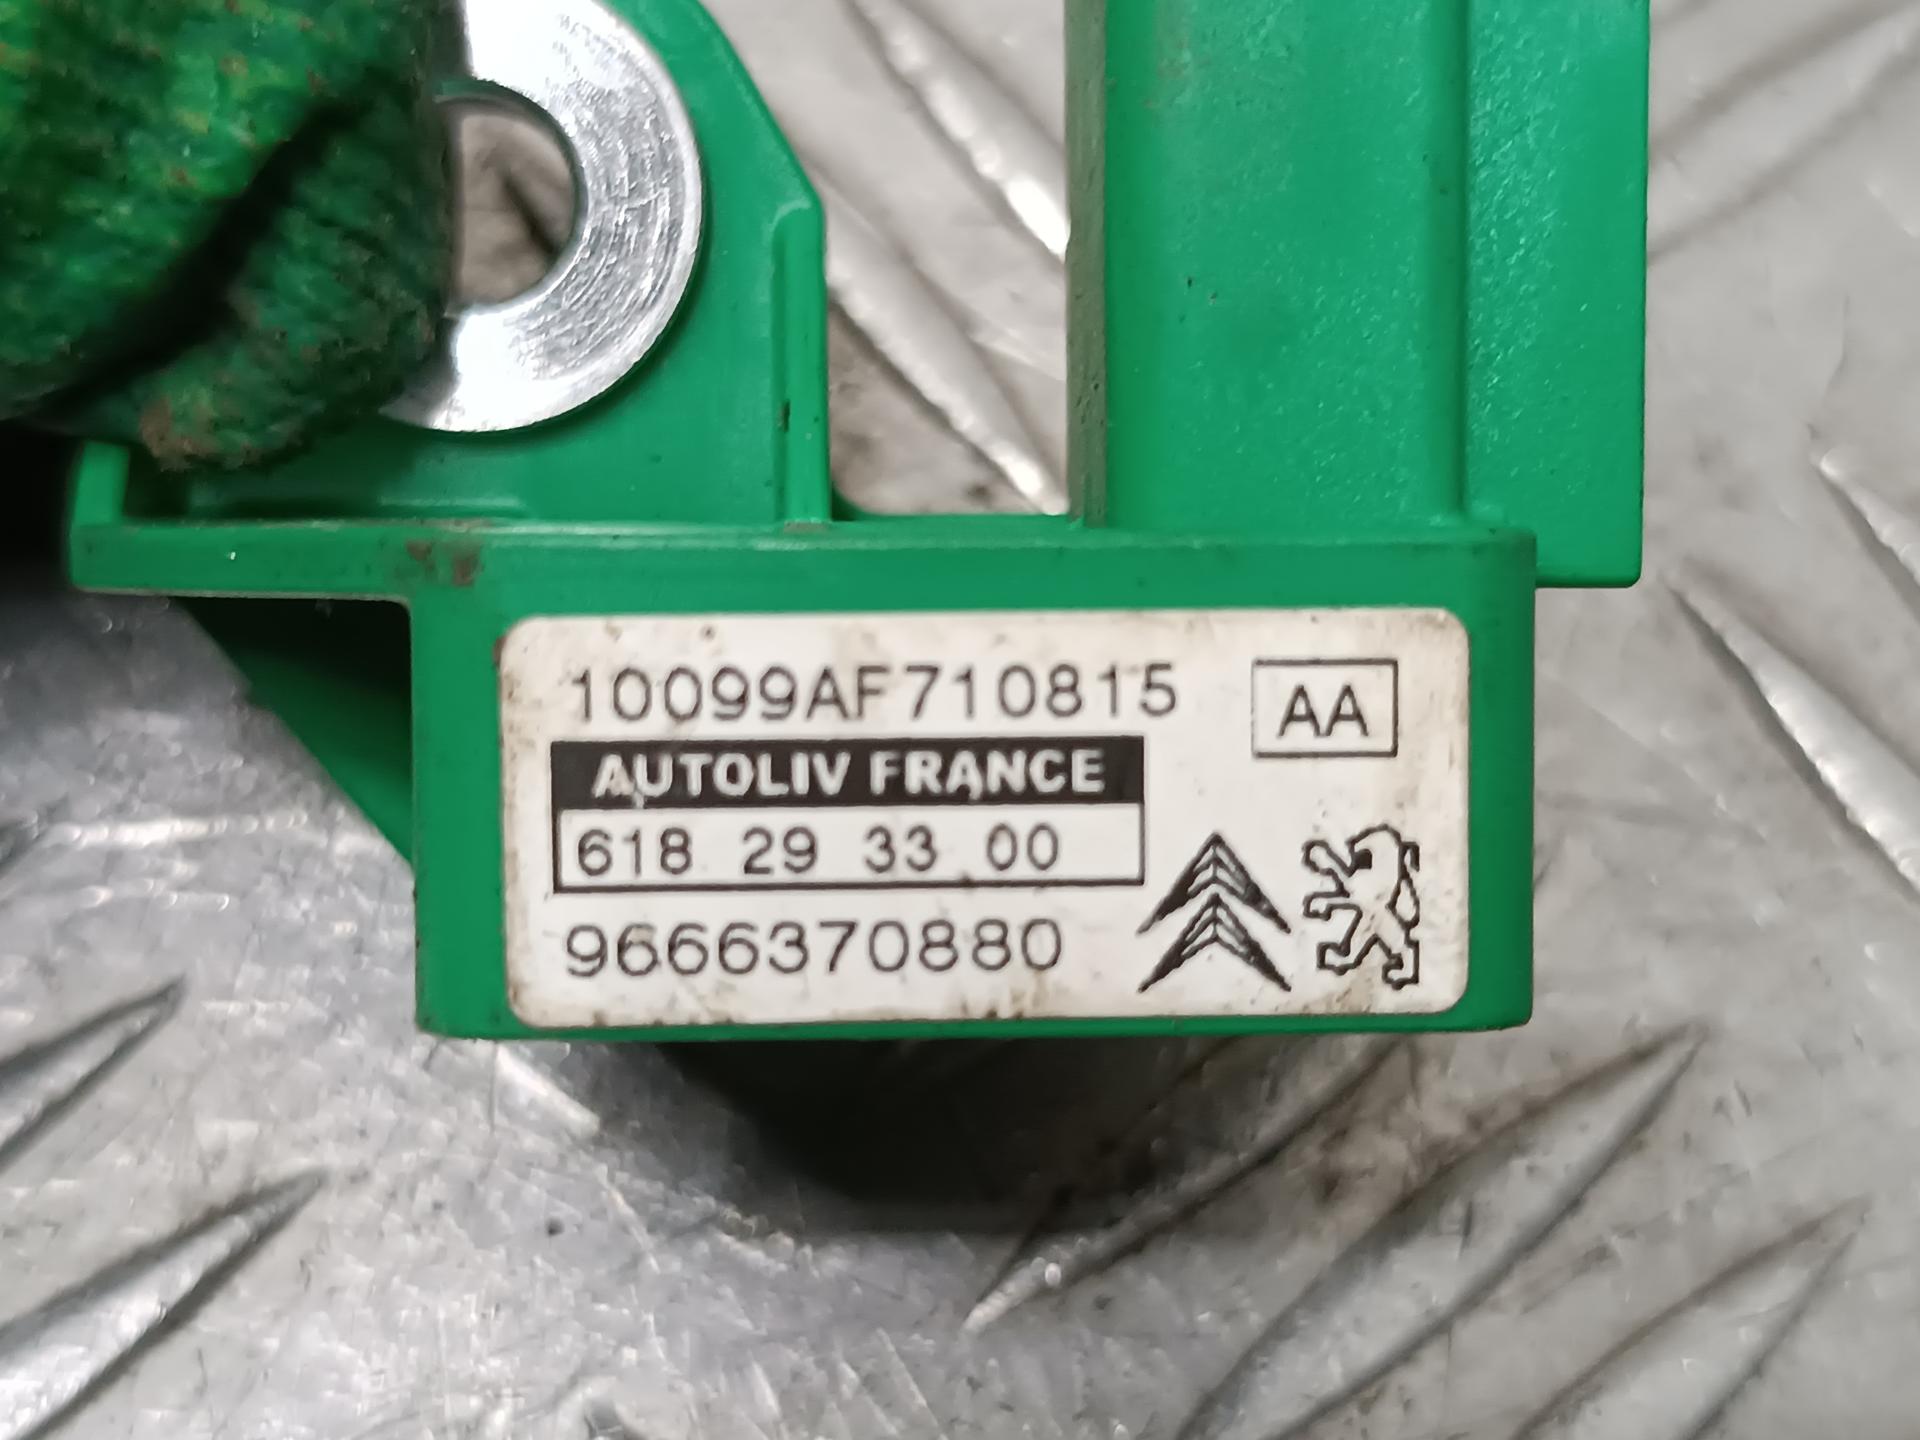 10099AF710815
AA
AUTOLIV FRANCE
618 29 33 00
9666370880